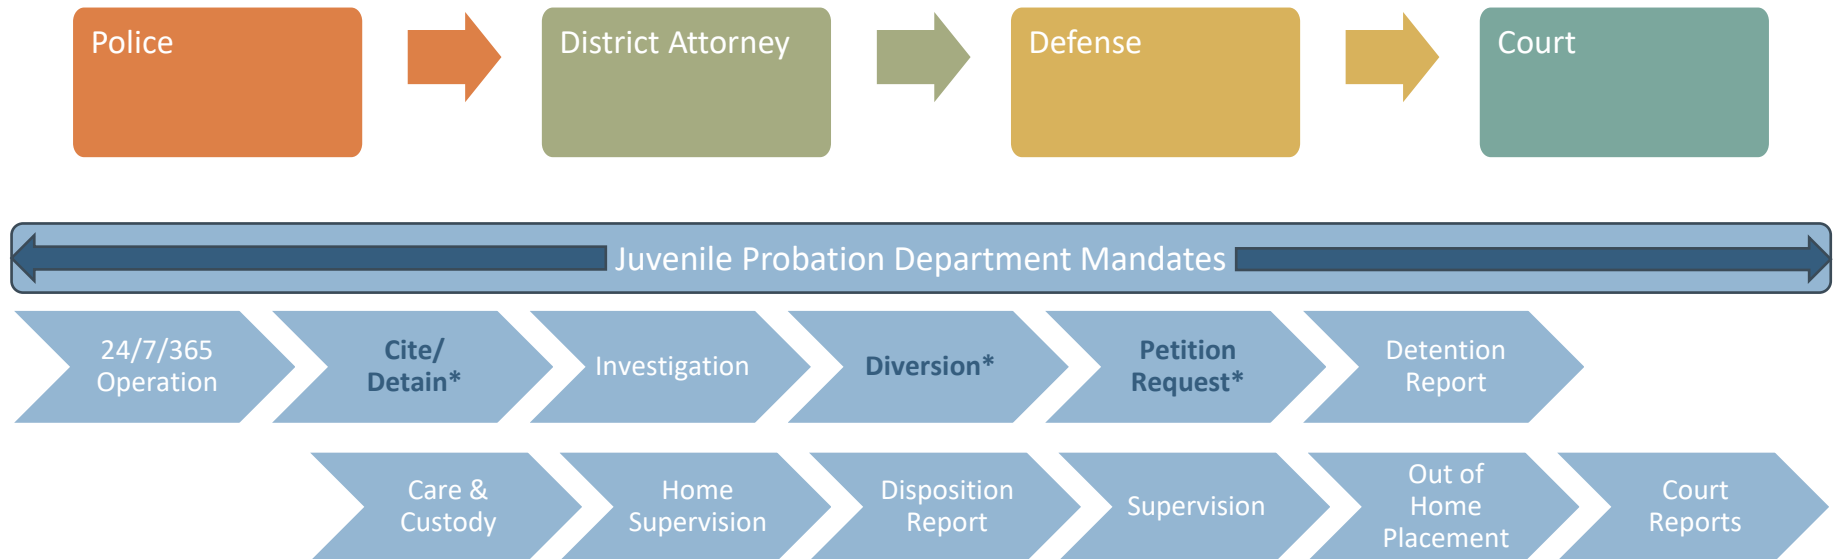 Police
District Attorney
Defense
Court
Juvenile Probation Department Mandates
24/7/365
Operation
Cite/
Detain*
Investigation
Diversion*
Petition
Request*
Detention
Report
Care &
Custody
Home
Supervision
Disposition
Report
Supervision
Out of
Home
Placement
Court
Reports